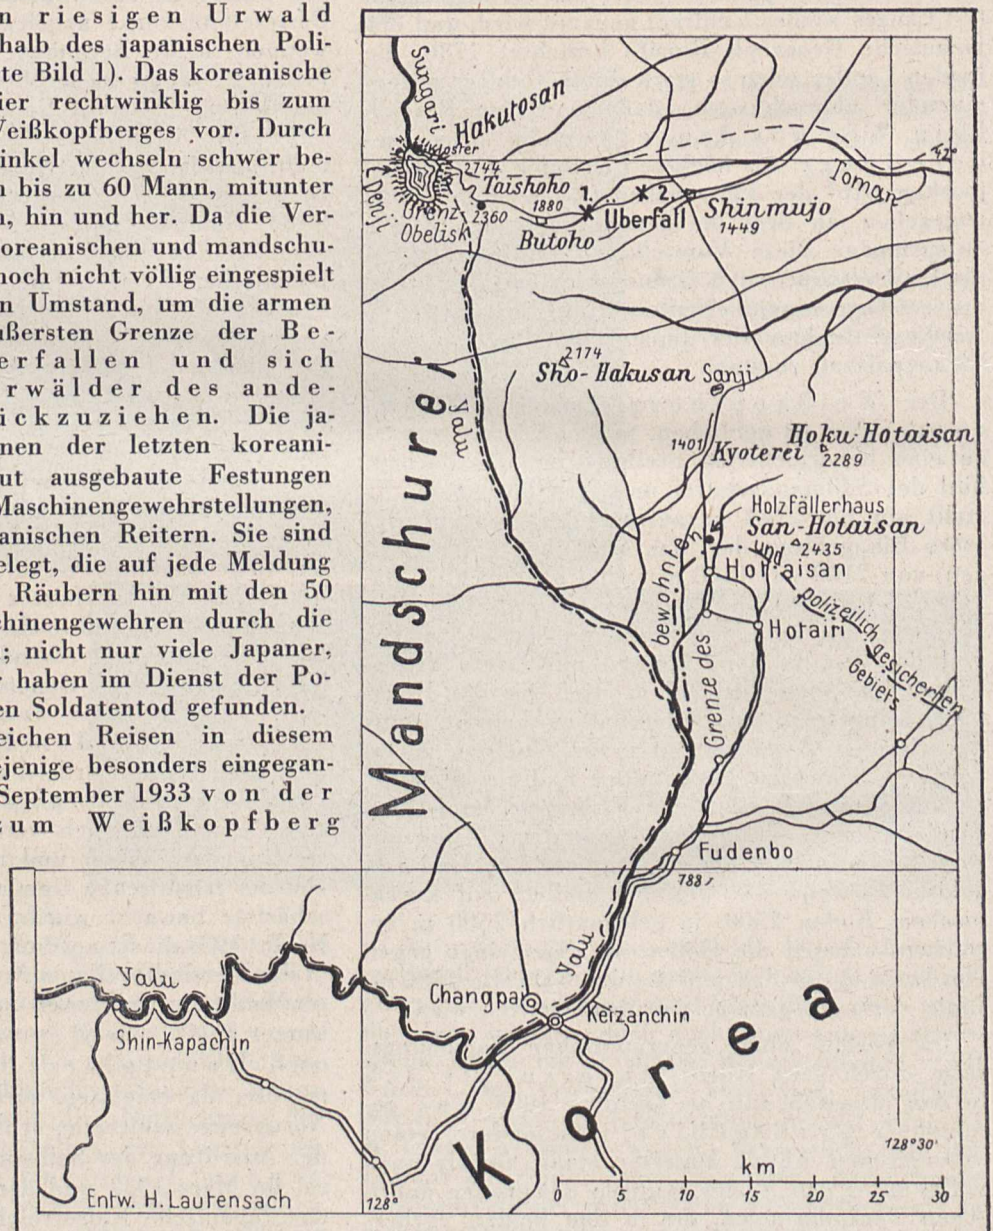 n riesigen Urwald
halb des japanischen Poli-
te Bild 1). Das koreanische
ier rechtwinklig bis zum
Weißkopfberges vor. Durch
inkel wechseln schwer be-
n bis zu 60 Mann, mitunter
n, hin und her. Da die Ver-
oreanischen und mandschu-
noch nicht völlig eingespielt
n Umstand, um die armen
ußersten Grenze der Be-
erfallen und sich
rwälder des ande-
ückzuziehen. Die ja-
nen der letzten koreani-
ut ausgebaute Festungen
Maschinengewehrstellungen,
anischen Reitern. Sie sind
elegt, die auf jede Meldung
Räubern hin mit den 50
chinengewehren durch die
; nicht nur viele Japaner,
r haben im Dienst der Po-
en Soldatentod gefunden.
eichen Reisen in diesem
ejenige besonders eingegan-
September 1933 von der
zum Weißkopfberg
Sungari
Hakutosan
2744
42°
Toman
Taishoho
1880
1.
2.
Überfall
Shinmujo
1449
Grenz-
Obelisk
2360
Butoho
2174
Sho-Hakusan
Sanji
Mandschurei
Yalu
1401
Kyoterei
Hoku-Hotaisan
2289
Holzfällerhaus
San-Hotaisan
2435
Hotaisan
Hotairi
Grenze des
bewohnten
und
polizeilich
gesicherten
Gebiets
Fudenbo
788
Yalu
Changpai
Keizanchin
Yalu
Shin-Kapachin
Korea
128°30'
km
0 5 10 15 20 25 30
128°
Entw. H. Lautensach